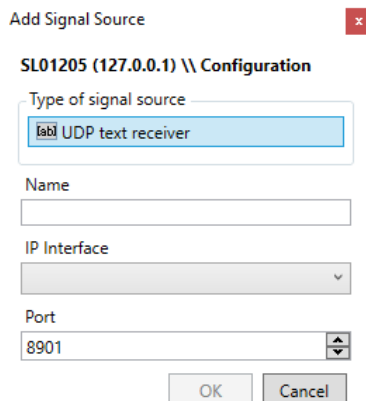 Add Signal Source
x
SL01205 (127.0.0.1) \\ Configuration
Type of signal source
[ab] UDP text receiver
Name
IP Interface
Port
8901
OK
Cancel